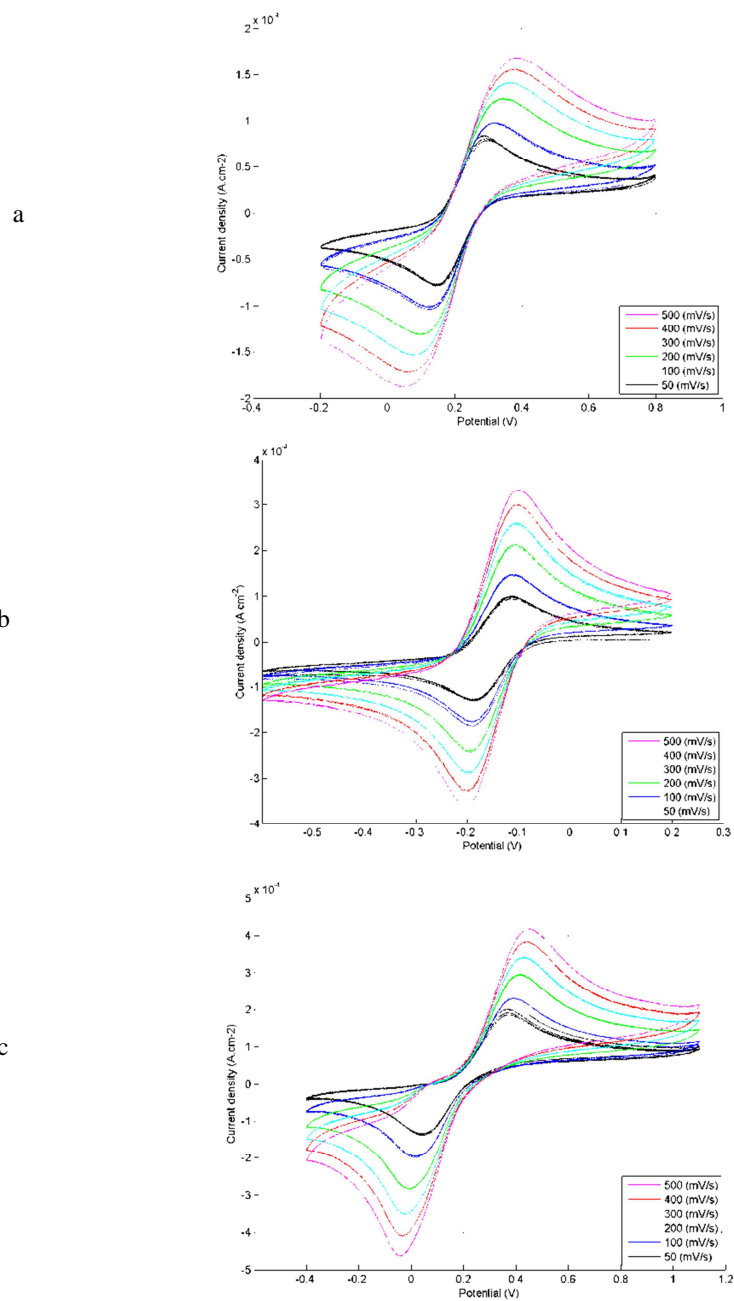 a
x 10
2
1.5
1
0.5
0
-0.5
-1
-1.5
-2
Current density (A.cm-2)
-0.4 -0.2 0 0.2 0.4 0.6 0.8 1
Potential (V)
500 (mV/s)
400 (mV/s)
300 (mV/s)
200 (mV/s)
100 (mV/s)
50 (mV/s)
b
x 10
4
3
2
1
0
-1
-2
-3
-4
Current density (A cm-2)
-0.5 -0.4 -0.3 -0.2 -0.1 0 0 1 0.2 0.3
Potential (V)
500 (mV/s)
400 (mV/s)
300 (mV/s)
200 (mV/s)
100 (mV/s)
50 (mV/s)
c
x 10
5
4
3
2
1
0
-1
-2
-3
-4
-5
Current density (A.cm-2)
-0.4 -0.2 0 0.2 0.4 0.6 0.8 1 1.2
Potential (V)
500 (mV/s)
400 (mV/s)
300 (mV/s)
200 (mV/s)
100 (mV/s)
50 (mV/s)